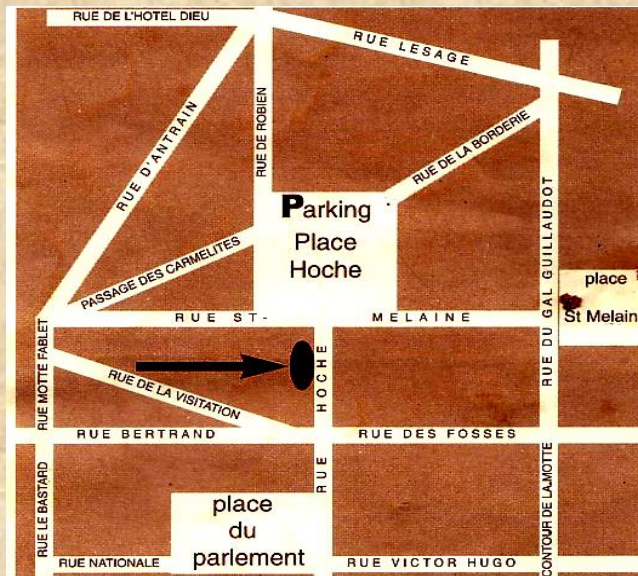 RUE DE L'HOTEL DIEU
RUE LESAGE
RUE D'ANTRAIN
RUE DE ROBIEN
RUE DE LA BORDERIE
Parking
Place
Hoche
PASSAGE DES CARMELITES
RUE DU GAL GUILLAUDOT
place
St Melain
RUE ST-MELAINE
RUE MOTTE FABLET
RUE DE LA VISITATION
RUE HOCHE
RUE BERTRAND
RUE DES FOSSES
RUE LE BASTARD
place
du
parlement
CONTOUR DE LA MOTTE
RUE NATIONALE
RUE VICTOR HUGO